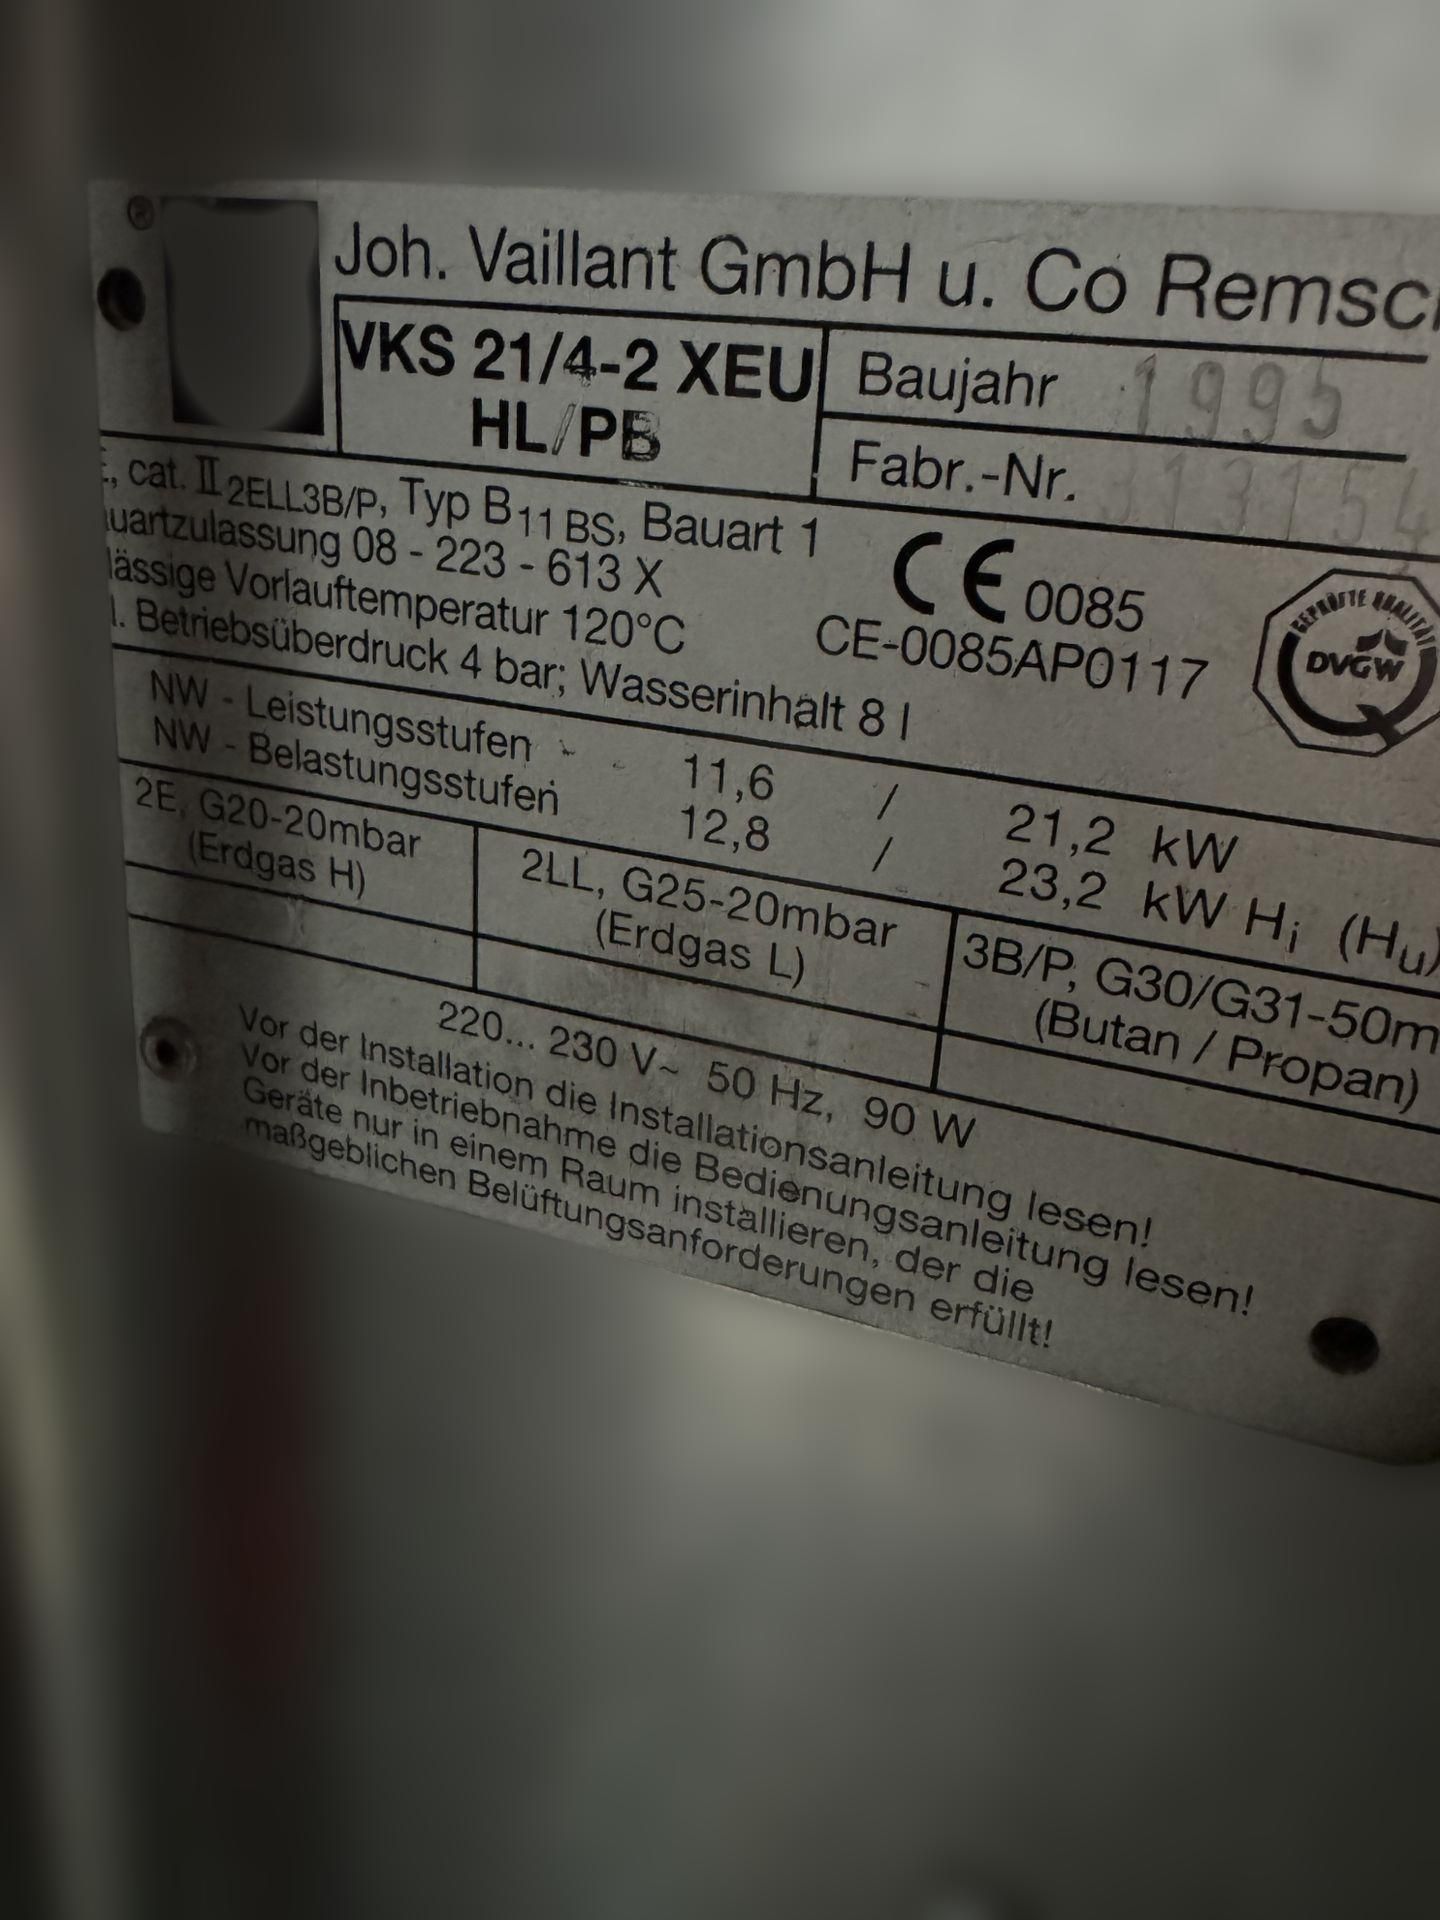 Joh. Vaillant GmbH u. Co Remsch
VKS 21/4-2 XEU
HL/PB
Baujahr 1995
Fabr.-Nr. 313154
E, cat. II2ELL3B/P, Typ B11 BS, Bauart 1
auartzulassung 08 - 223 - 613 X
lässige Vorlauftemperatur 120°C
l. Betriebsüberdruck 4 bar; Wasserinhalt 8 l
CE 0085
CE-0085AP0117
GEPRÜFTE QUALITÄT
DVGW
NW - Leistungsstufen 11,6 / 21,2 kW
NW - Belastungsstufen 12,8 / 23,2 kW Hi (Hu)
2E, G20-20mbar
(Erdgas H)
2LL, G25-20mbar
(Erdgas L)
3B/P, G30/G31-50m
(Butan / Propan)
220... 230 V~ 50 Hz, 90 W
Vor der Installation die Installationsanleitung lesen!
Vor der Inbetriebnahme die Bedienungsanleitung lesen!
Geräte nur in einem Raum installieren, der die
maßgeblichen Belüftungsanforderungen erfüllt!